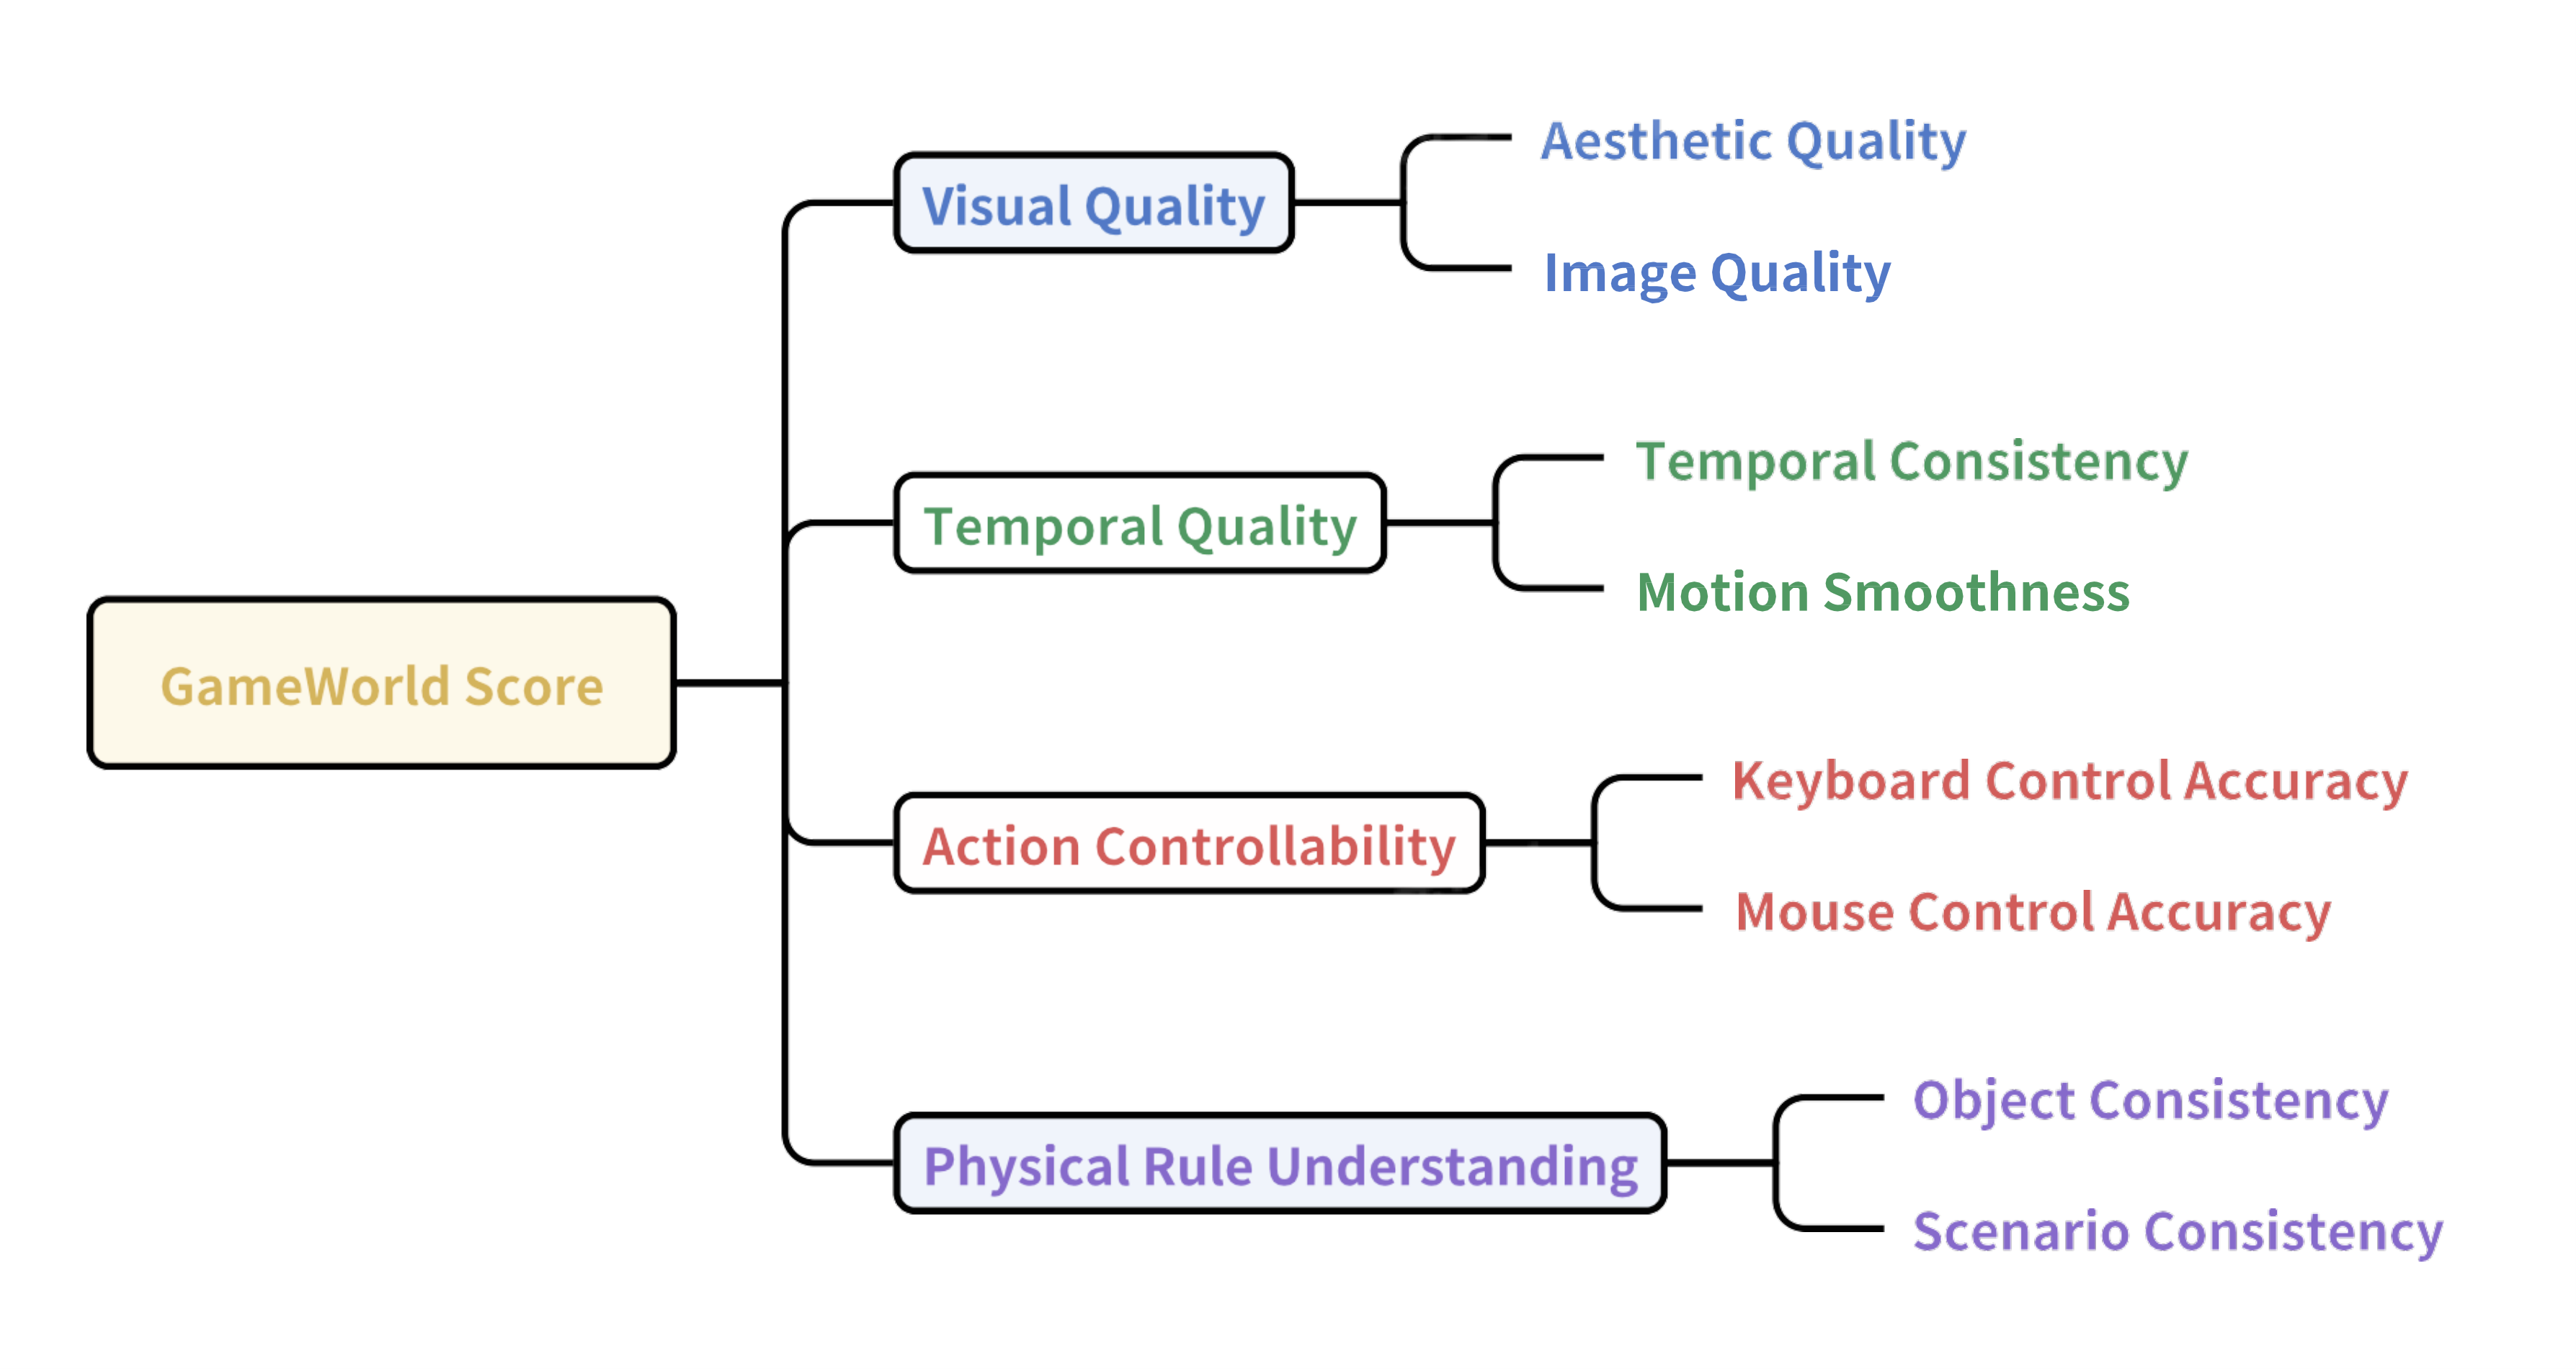 GameWorld Score
Visual Quality
Aesthetic Quality
Image Quality
Temporal Quality
Temporal Consistency
Motion Smoothness
Action Controllability
Keyboard Control Accuracy
Mouse Control Accuracy
Physical Rule Understanding
Object Consistency
Scenario Consistency